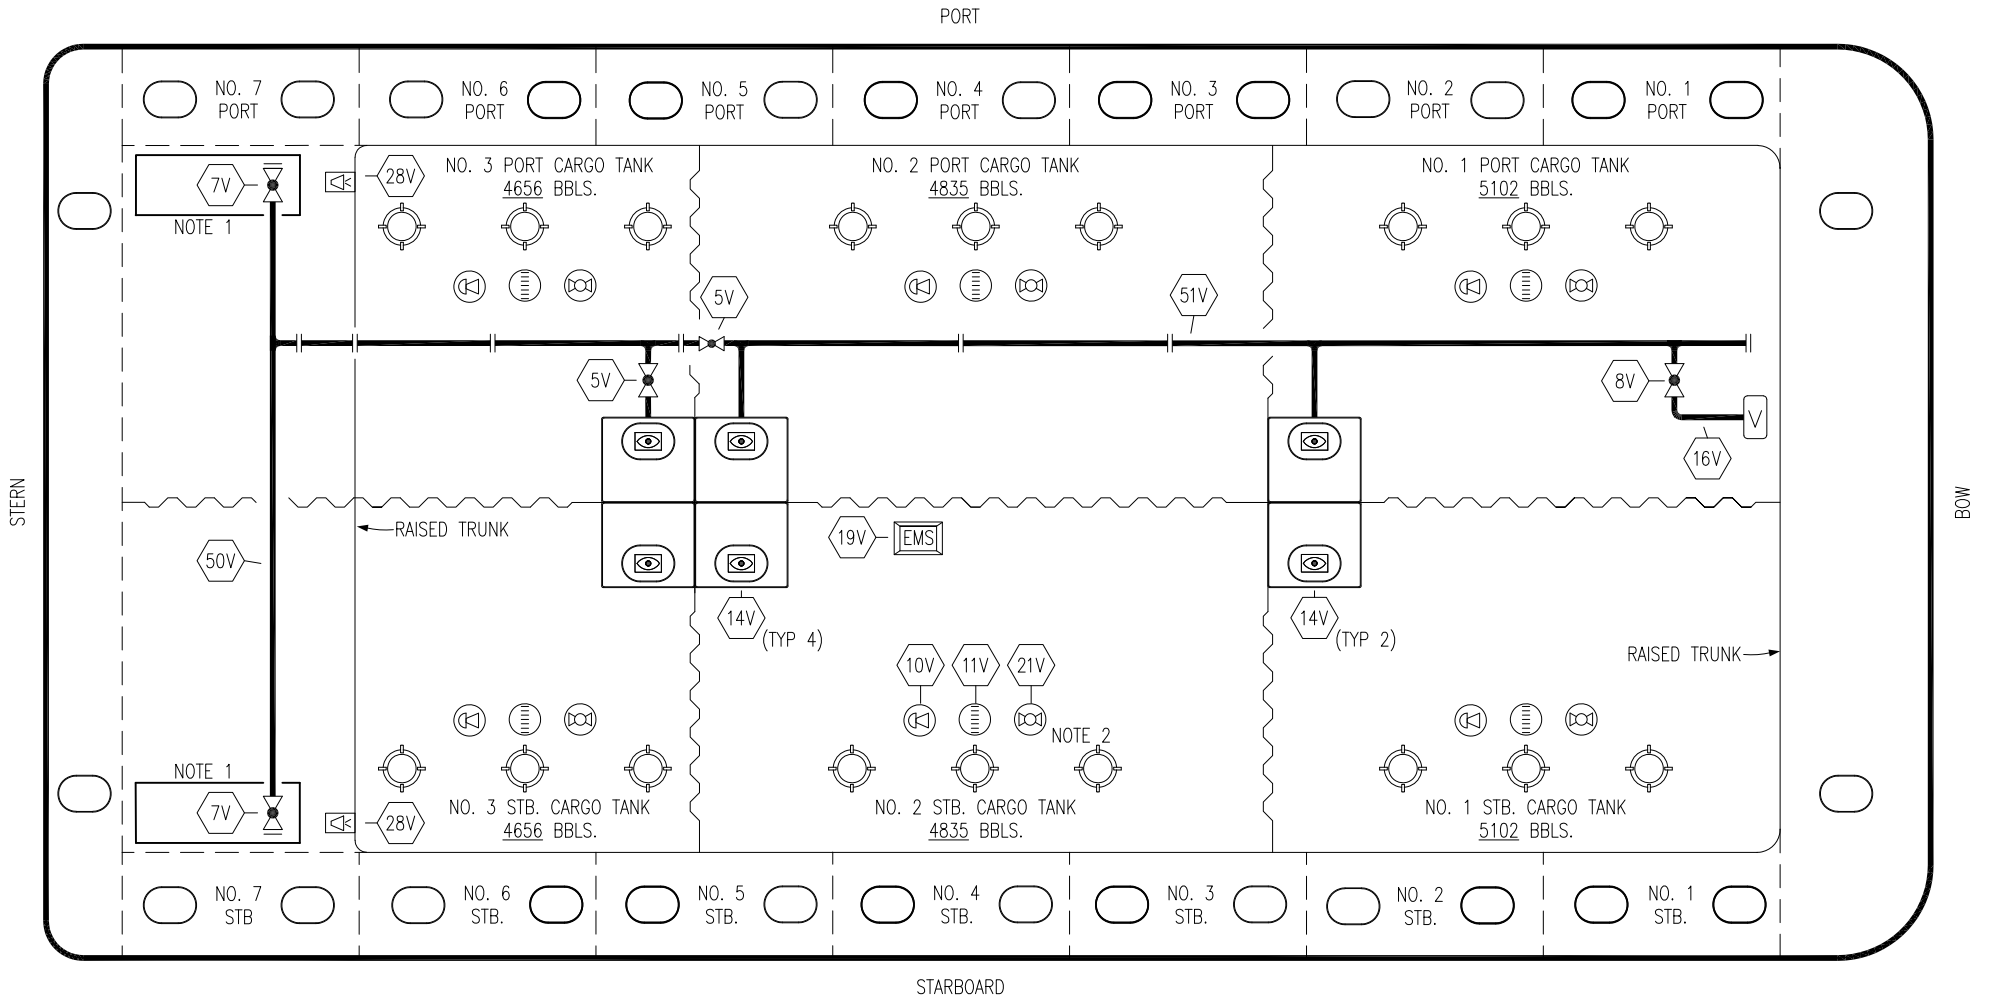 PORT
NO. 7
PORT
NO. 6
PORT
NO. 5
PORT
NO. 4
PORT
NO. 3
PORT
NO. 2
PORT
NO. 1
PORT
7V
NOTE 1
28V
NO. 3 PORT CARGO TANK
4656 BBLS.
NO. 2 PORT CARGO TANK
4835 BBLS.
NO. 1 PORT CARGO TANK
5102 BBLS.
5V
51V
5V
8V
V
16V
STERN
BOW
RAISED TRUNK
19V
EMS
50V
14V
(TYP 4)
14V
(TYP 2)
RAISED TRUNK
10V
11V
21V
NOTE 2
NOTE 1
7V
28V
NO. 3 STB. CARGO TANK
4656 BBLS.
NO. 2 STB. CARGO TANK
4835 BBLS.
NO. 1 STB. CARGO TANK
5102 BBLS.
NO. 7
STB
NO. 6
STB.
NO. 5
STB.
NO. 4
STB.
NO. 3
STB.
NO. 2
STB.
NO. 1
STB.
STARBOARD